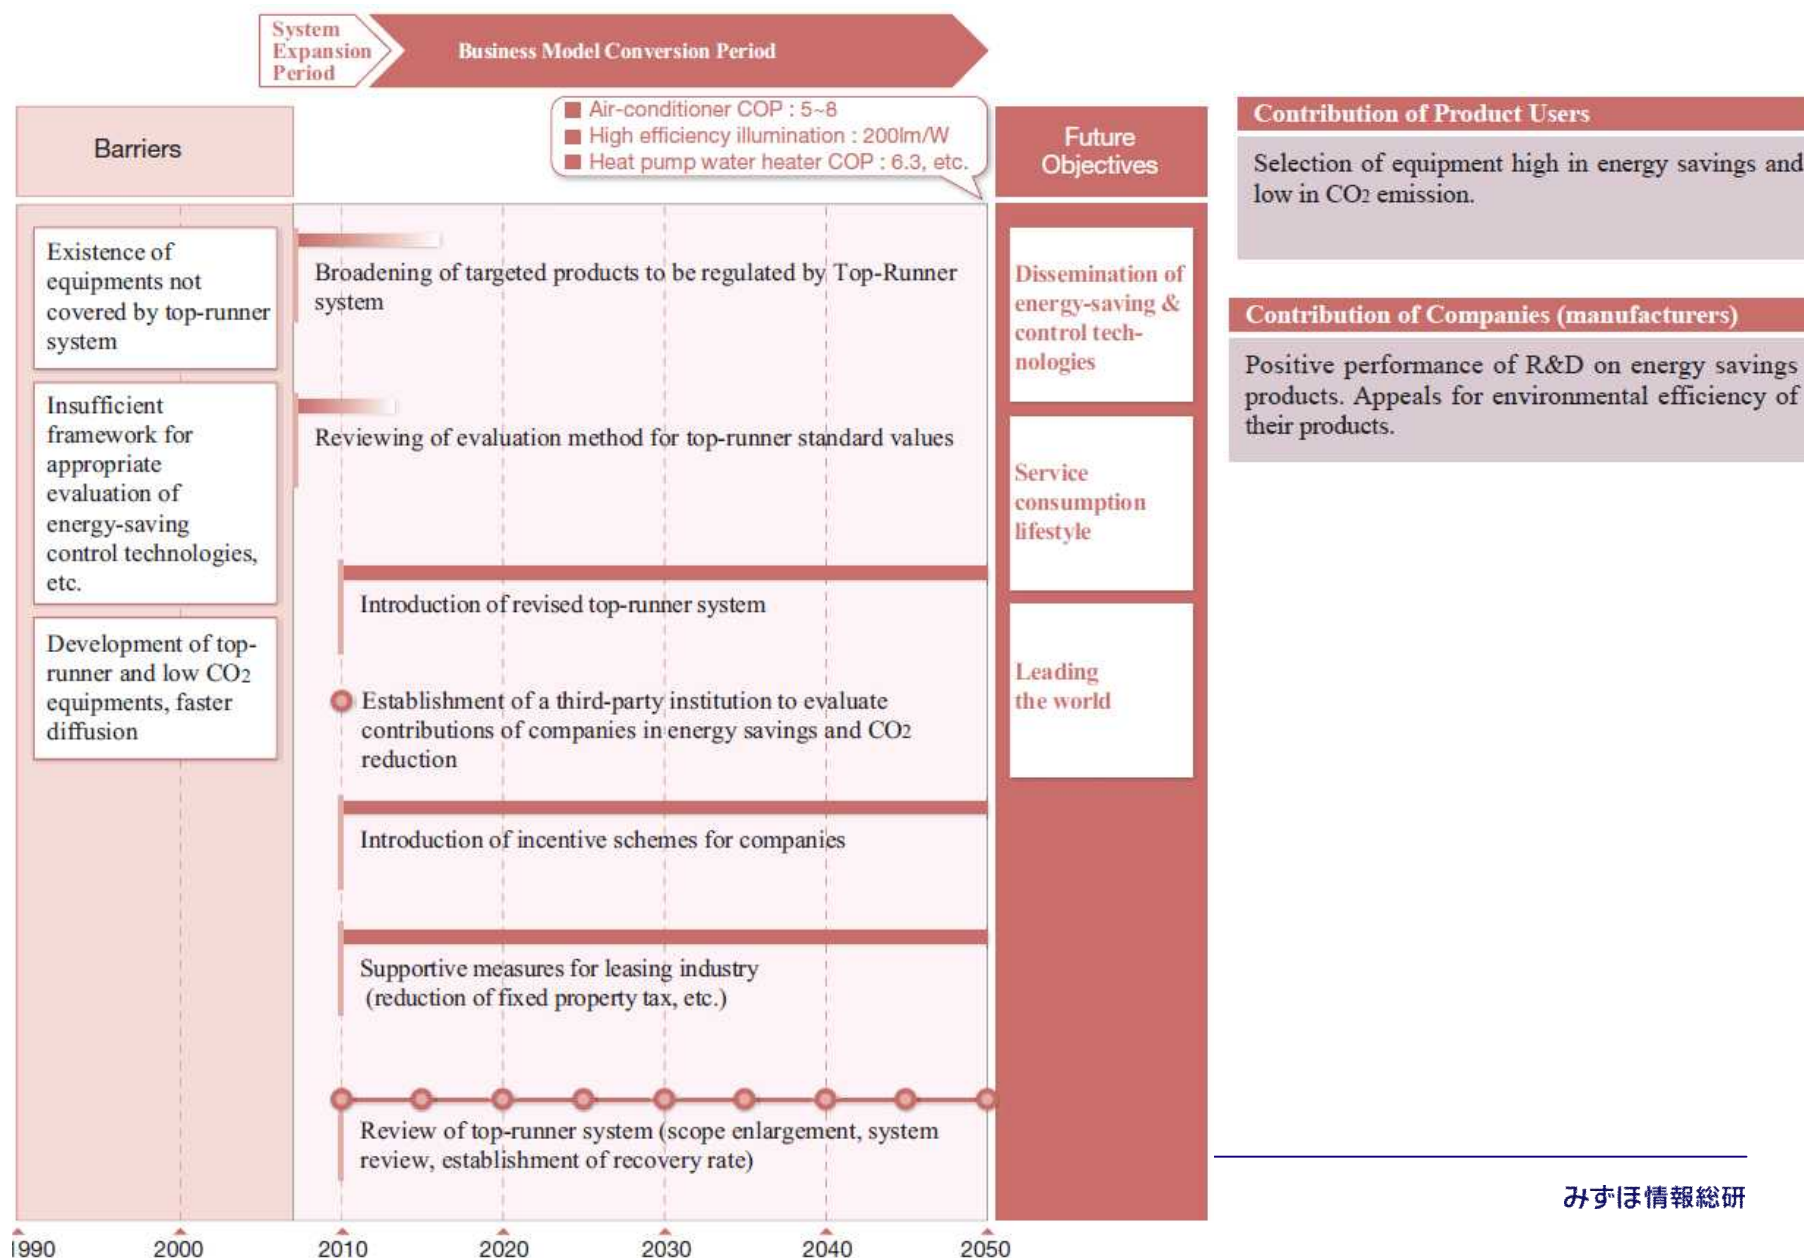 System
Expansion
Period
Business Model Conversion Period
Barriers
■ Air-conditioner COP : 5~8
■ High efficiency illumination : 200lm/W
■ Heat pump water heater COP : 6.3, etc.
Future
Objectives
Existence of
equipments not
covered by top-runner
system
Insufficient
framework for
appropriate
evaluation of
energy-saving
control technologies,
etc.
Development of top-
runner and low CO2
equipments, faster
diffusion
Broadening of targeted products to be regulated by Top-Runner
system
Reviewing of evaluation method for top-runner standard values
Introduction of revised top-runner system
Establishment of a third-party institution to evaluate
contributions of companies in energy savings and CO2
reduction
Introduction of incentive schemes for companies
Supportive measures for leasing industry
(reduction of fixed property tax, etc.)
Review of top-runner system (scope enlargement, system
review, establishment of recovery rate)
Dissemination of
energy-saving &
control tech-
nologies
Service
consumption
lifestyle
Leading
the world
1990 2000 2010 2020 2030 2040 2050
Contribution of Product Users
Selection of equipment high in energy savings and
low in CO2 emission.
Contribution of Companies (manufacturers)
Positive performance of R&D on energy savings
products. Appeals for environmental efficiency of
their products.
みずほ情報総研